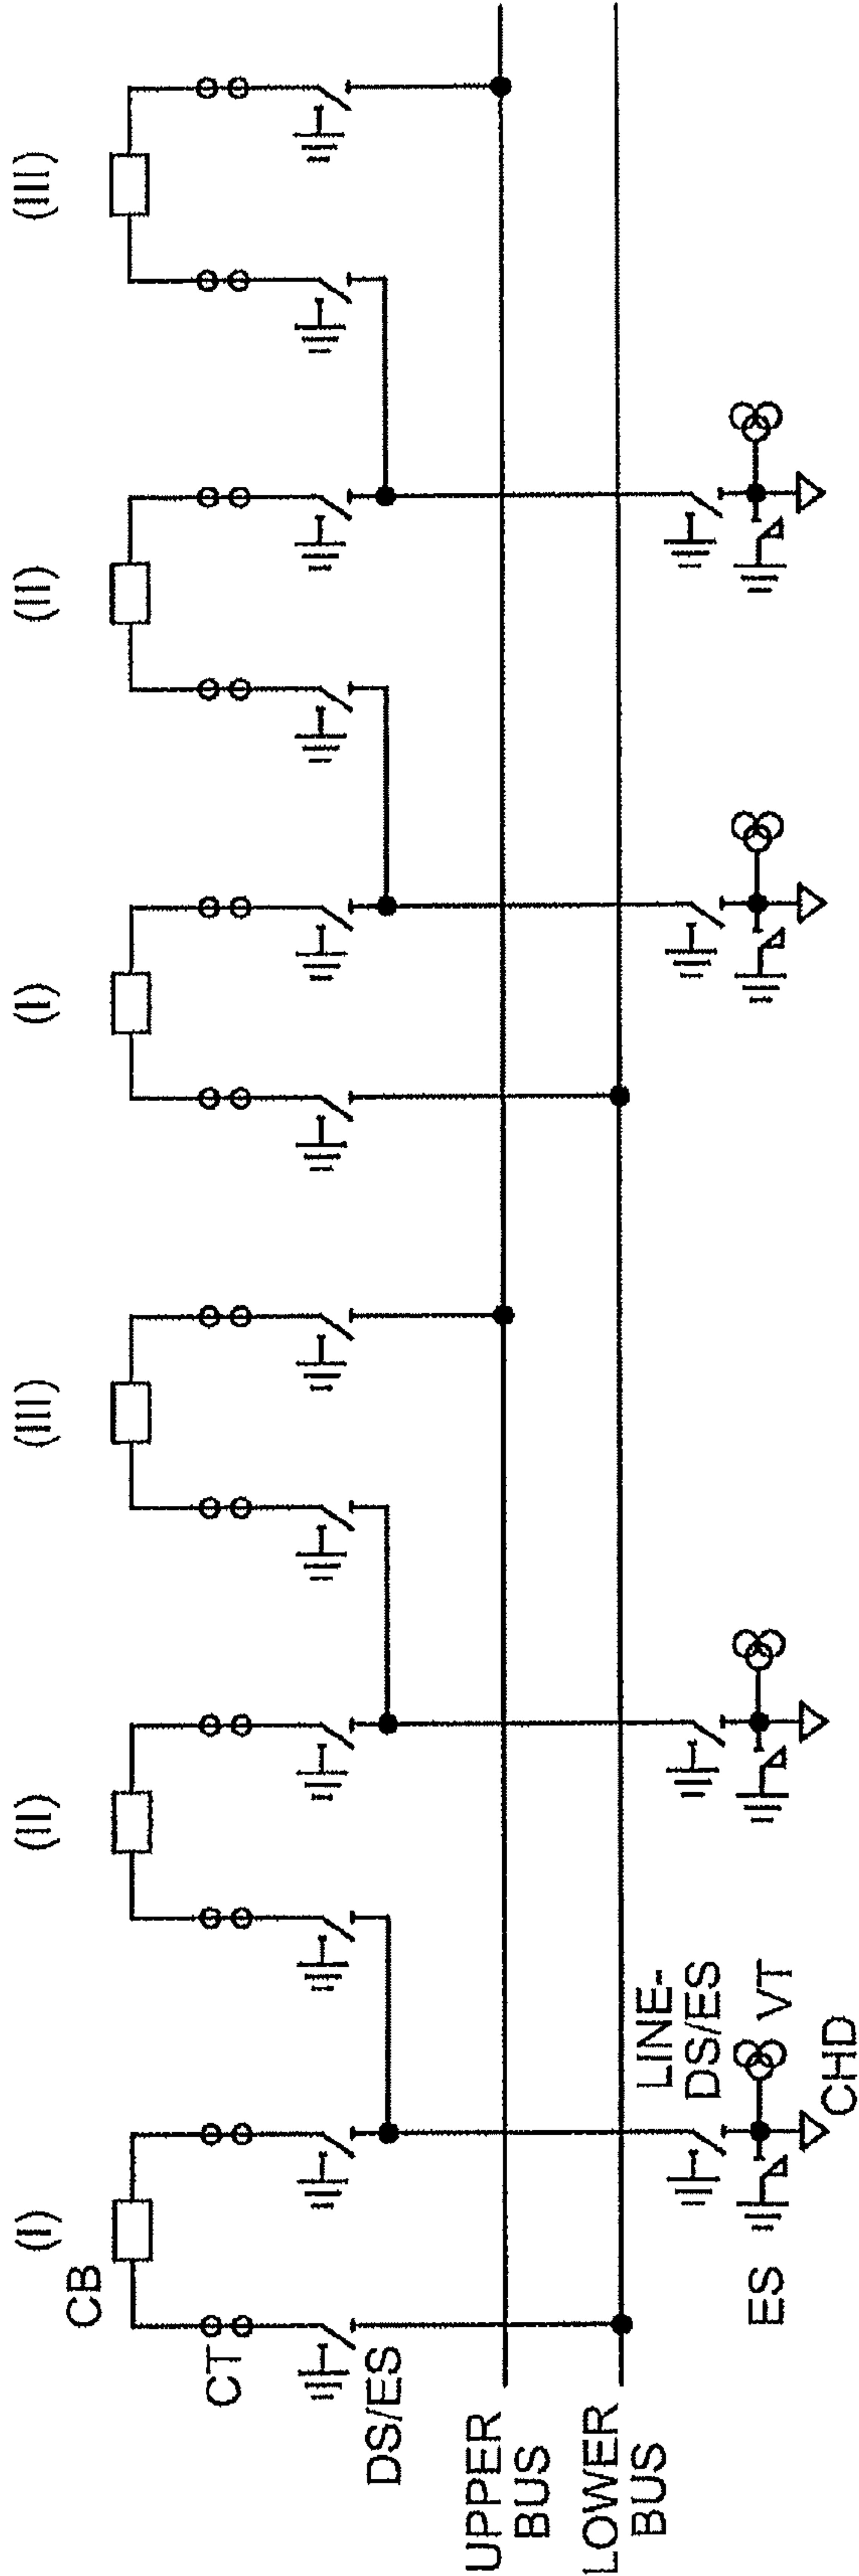 (I)
(II)
(III)
(I)
(II)
(III)
CB
CT
DS/ES
UPPER
BUS
LOWER
BUS
LINE-
DS/ES
ES
VT
CHD